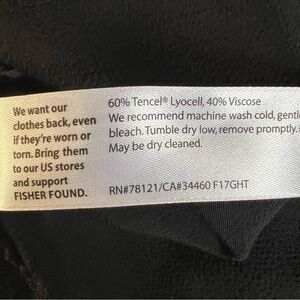 We want our
clothes back, even
if they're worn or
torn. Bring them
to our US stores
and support
FISHER FOUND.
60% Tencel® Lyocell, 40% Viscose
We recommend machine wash cold, gentl
bleach. Tumble dry low, remove promptly.
May be dry cleaned.
RN#78121/CA#34460 F17GHT